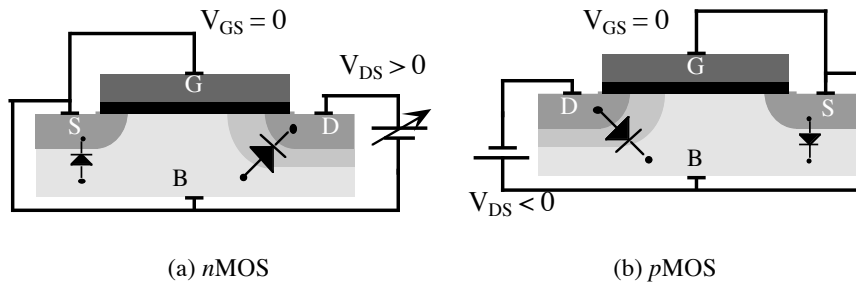 V_GS = 0
V_DS > 0
G
S
D
B
(a) nMOS
V_GS = 0
G
D
S
B
V_DS < 0
(b) pMOS